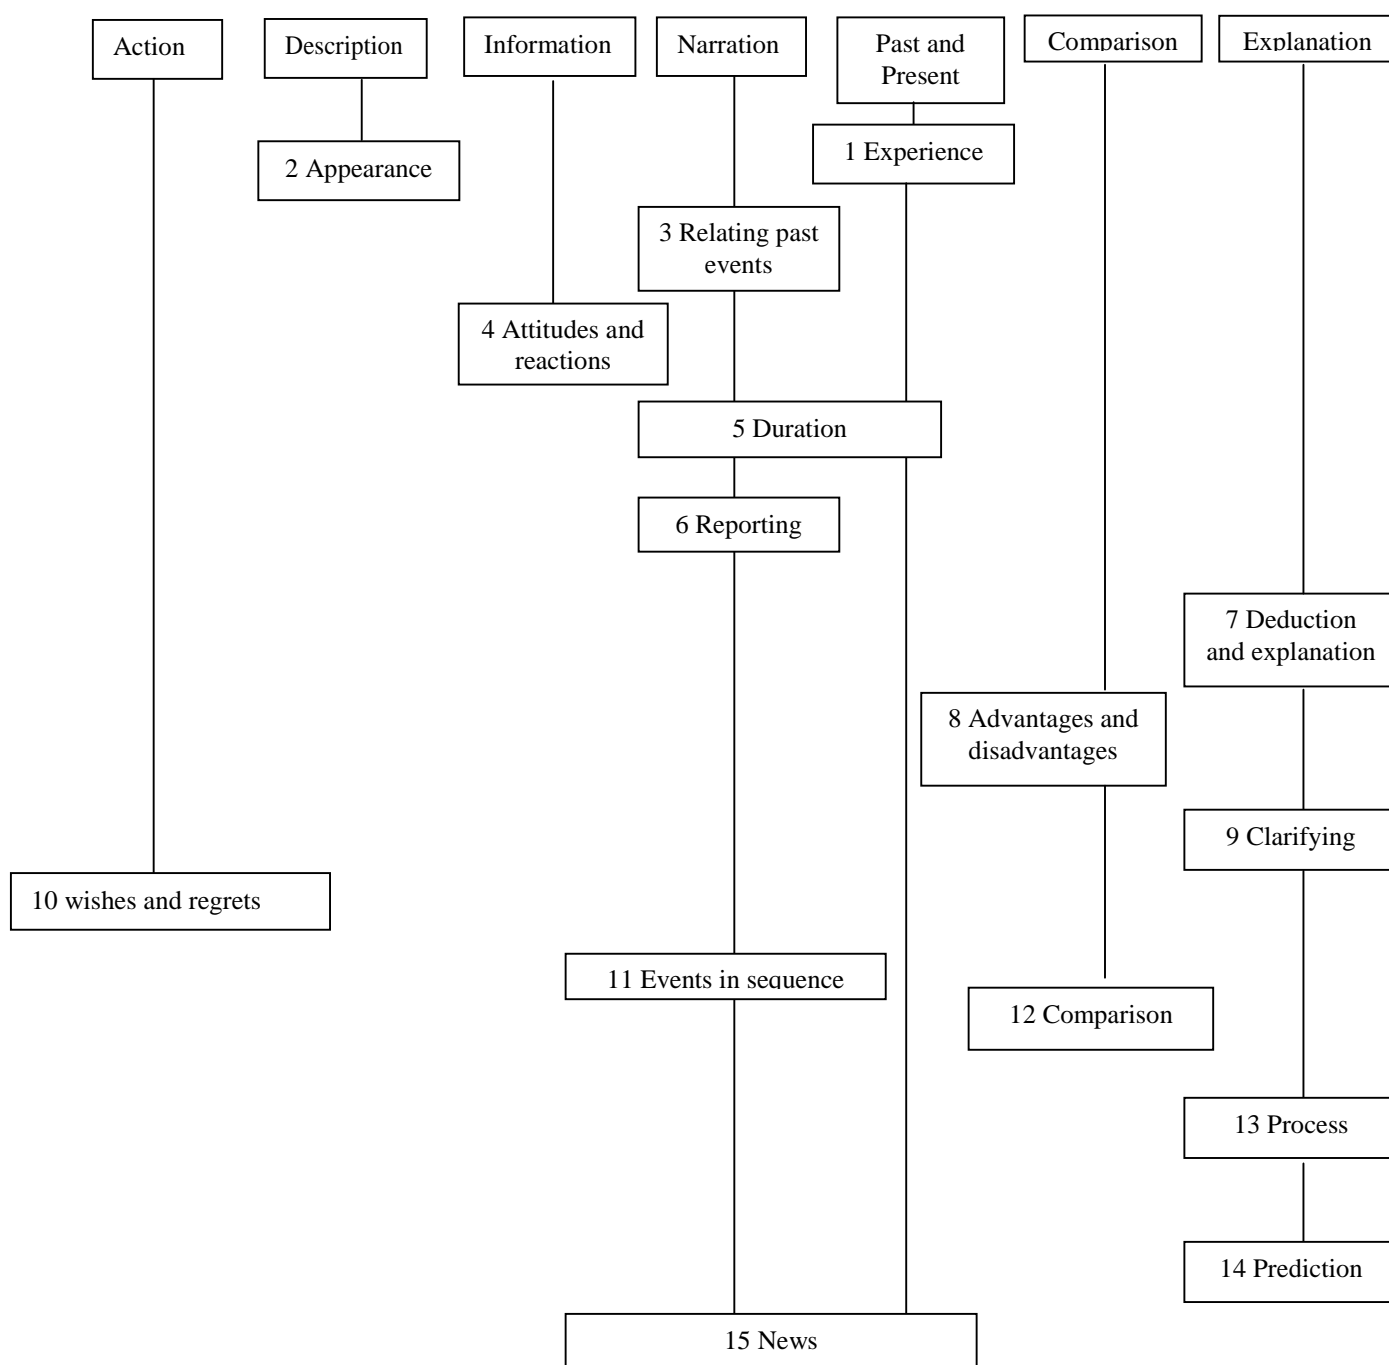 Action
Description
Information
Narration
Past and
Present
Comparison
Explanation
1 Experience
2 Appearance
3 Relating past
events
4 Attitudes and
reactions
5 Duration
6 Reporting
7 Deduction
and explanation
8 Advantages and
disadvantages
9 Clarifying
10 wishes and regrets
11 Events in sequence
12 Comparison
13 Process
14 Prediction
15 News